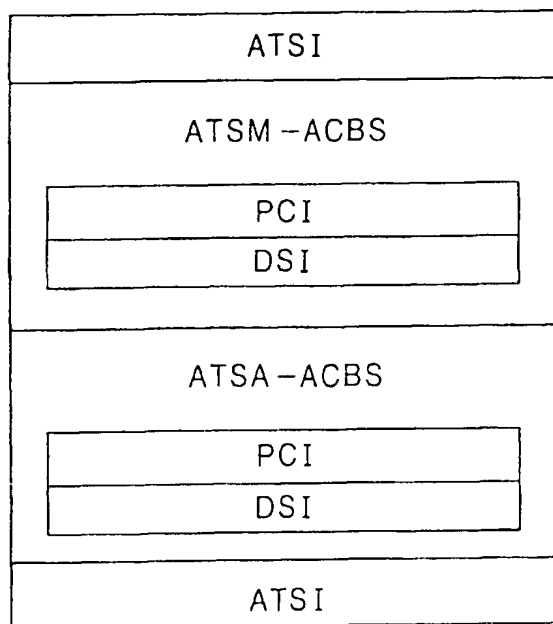 ATSI
ATSM-ACBS
PCI
DSI
ATSA-ACBS
PCI
DSI
ATSI